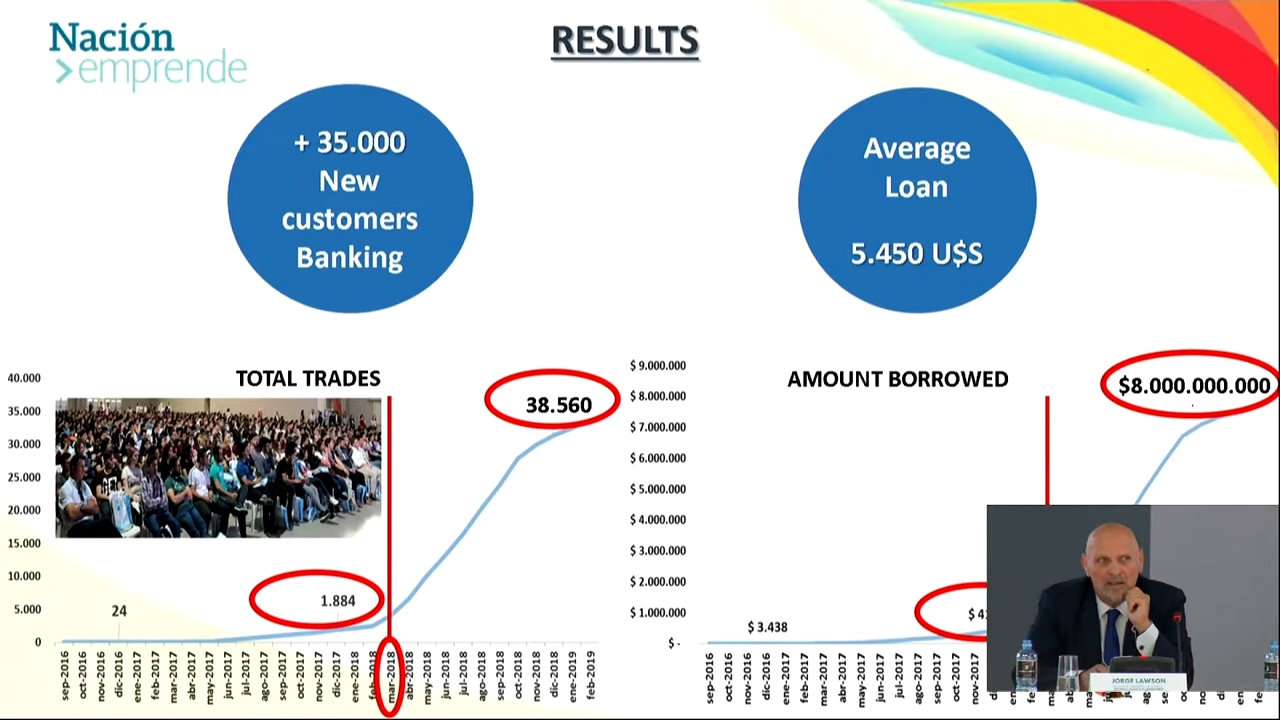 Nación
>emprende
RESULTS
+ 35.000
New
customers
Banking
Average
Loan
5.450 U$S
TOTAL TRADES
40.000
35.000
30.000
25.000
20.000
15.000
10.000
5.000
0
38.560
1.884
24
sep-2016
oct-2016
nov-2016
dic-2016
ene-2017
feb-2017
mar-2017
abr-2017
may-2017
jun-2017
jul-2017
ago-2017
sep-2017
oct-2017
nov-2017
dic-2017
ene-2018
feb-2018
mar-2018
abr-2018
may-2018
jun-2018
jul-2018
ago-2018
sep-2018
oct-2018
nov-2018
dic-2018
ene-2019
feb-2019
AMOUNT BORROWED
$ 9.000.000
$ 8.000.000
$ 7.000.000
$ 6.000.000
$ 5.000.000
$ 4.000.000
$ 3.000.000
$ 2.000.000
$ 1.000.000
$ -
$8.000.000.000
$ 3.438
sep-2016
oct-2016
nov-2016
dic-2016
ene-2017
feb-2017
mar-2017
abr-2017
may-2017
jun-2017
jul-2017
ago-2017
sep-2017
oct-2017
nov-2017
JORGE LAWSON